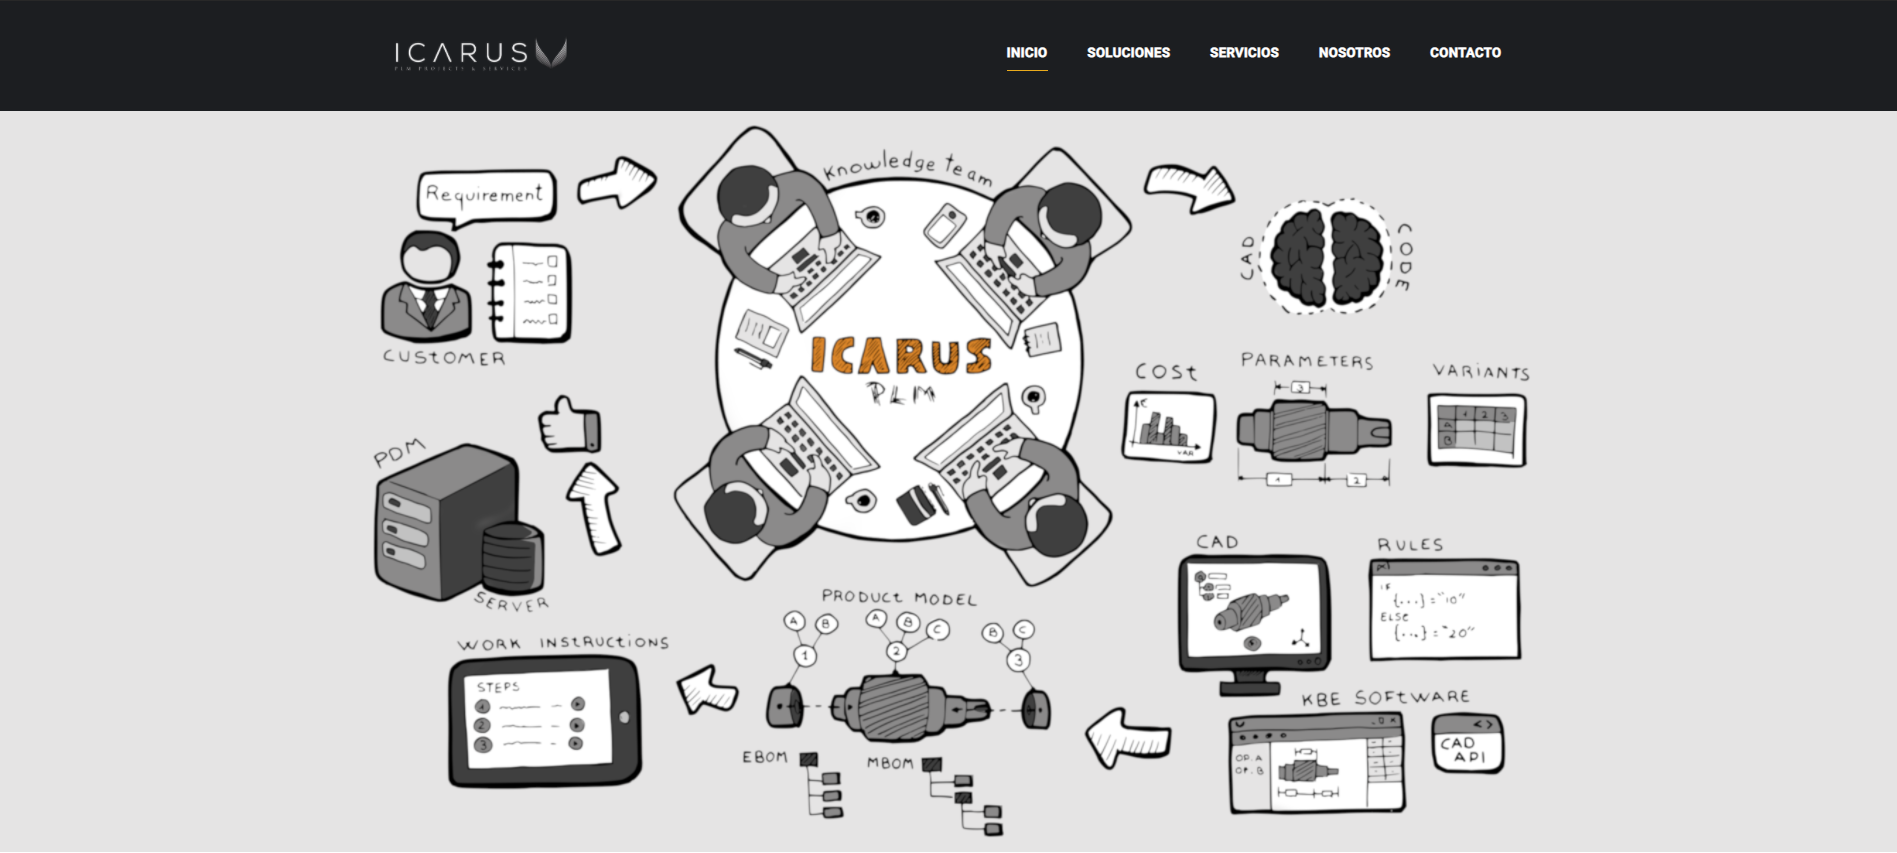 ICARUS
PLM PROJECTS & SERVICES
INICIO
SOLUCIONES
SERVICIOS
NOSOTROS
CONTACTO
Requirement
CUSTOMER
Knowledge team
ICARUS
PLM
CAD
CODE
COST
€
VAR
PARAMETERS
3
1
2
VARIANTS
1 2 3
A
B
PDM
SERVER
CAD
RULES
IF
{...}="10"
ELSE
{...}="20"
PRODUCT MODEL
A
B
A
B
C
B
C
1
2
3
WORK INSTRUCTIONS
STEPS
1
2
3
KBE SOFTWARE
OP. A
OP. B
< >
CAD
API
EBOM
MBOM